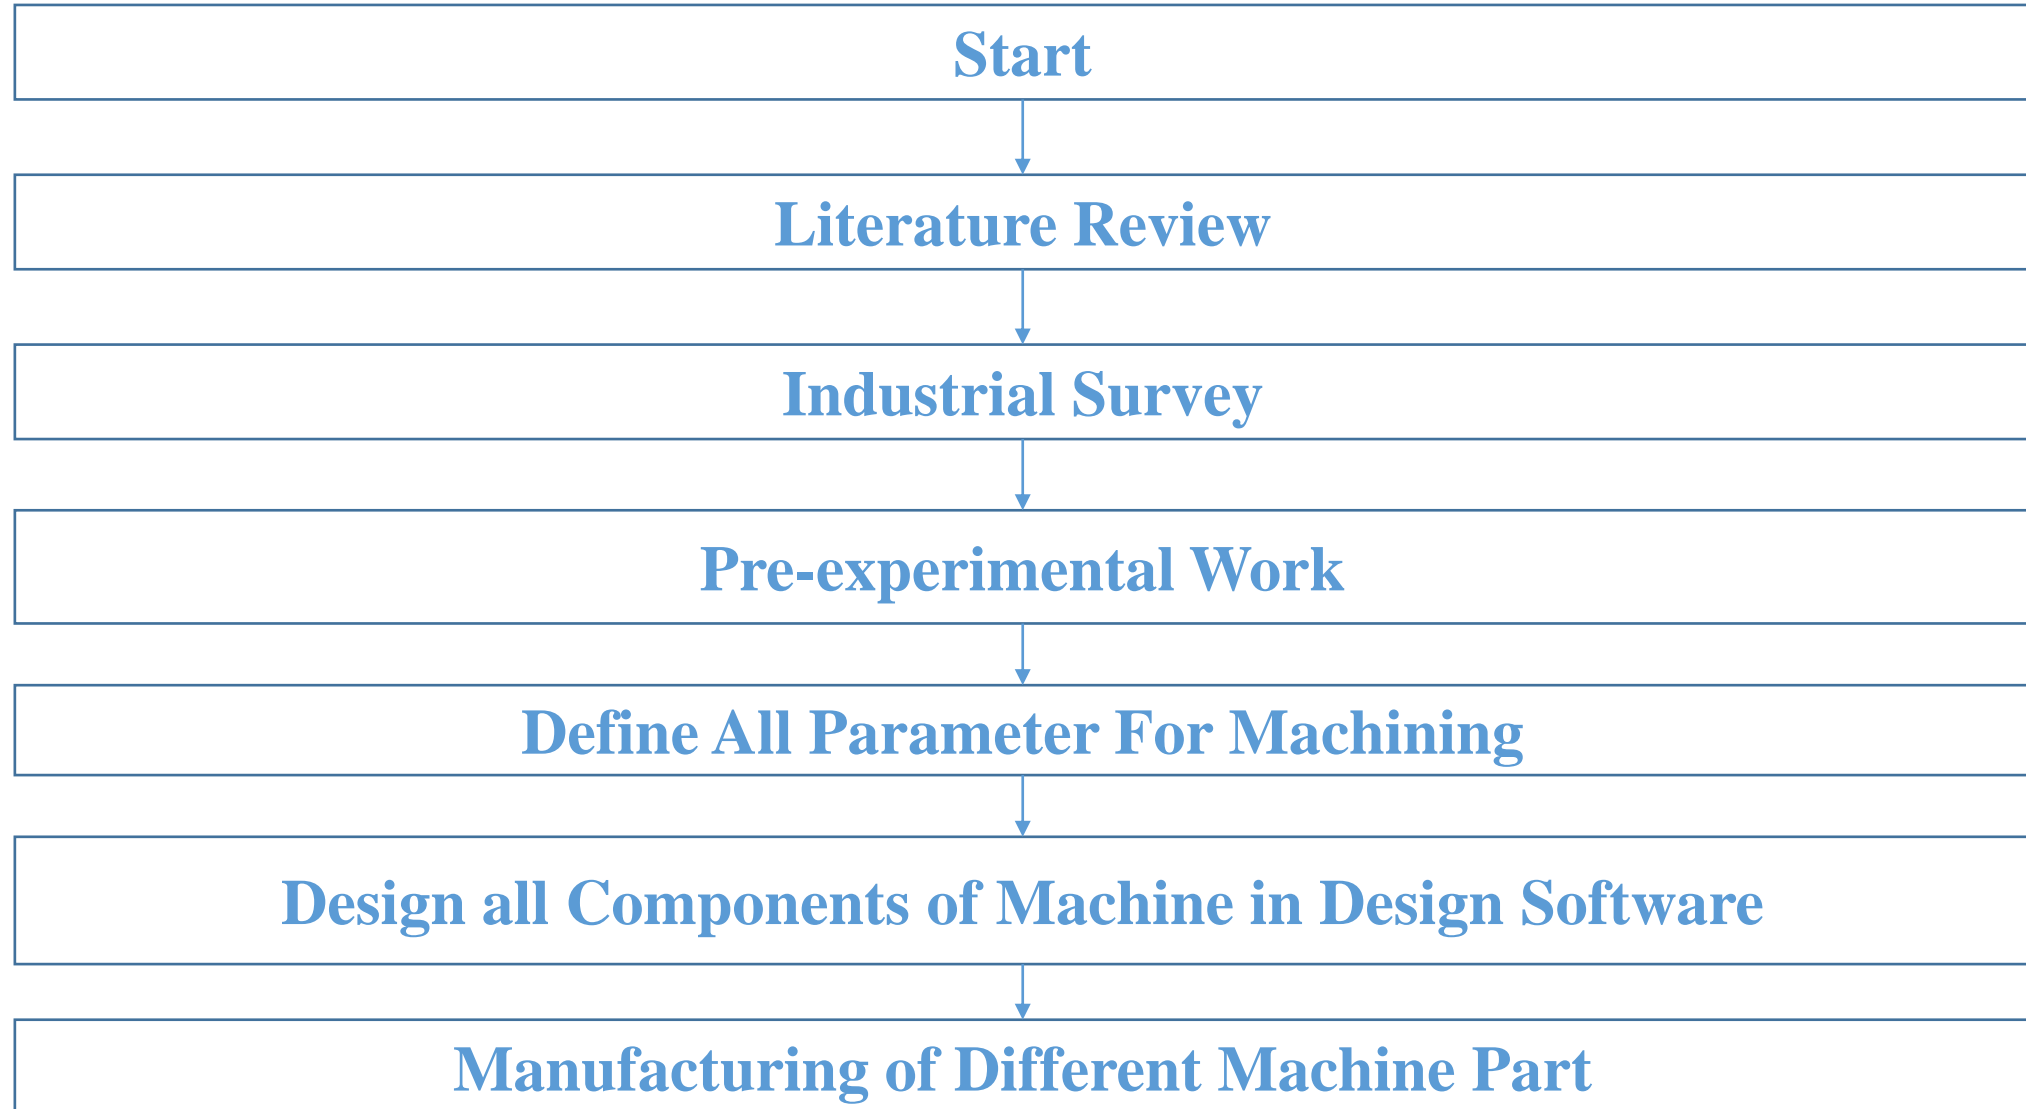 Start
Literature Review
Industrial Survey
Pre-experimental Work
Define All Parameter For Machining
Design all Components of Machine in Design Software
Manufacturing of Different Machine Part